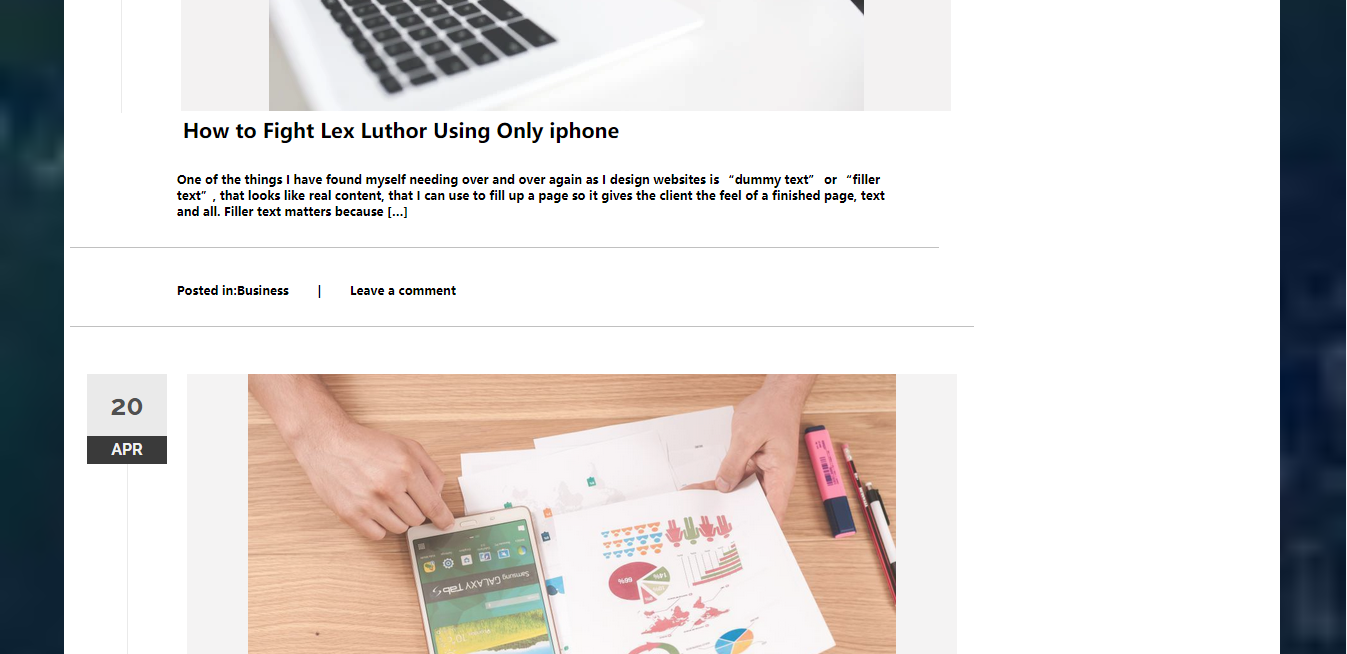 How to Fight Lex Luthor Using Only iphone
One of the things I have found myself needing over and over again as I design websites is “dummy text” or “filler
text” , that looks like real content, that I can use to fill up a page so it gives the client the feel of a finished page, text
and all. Filler text matters because [...]
Posted in:Business | Leave a comment
20
APR
Samsung GALAXY Tab S